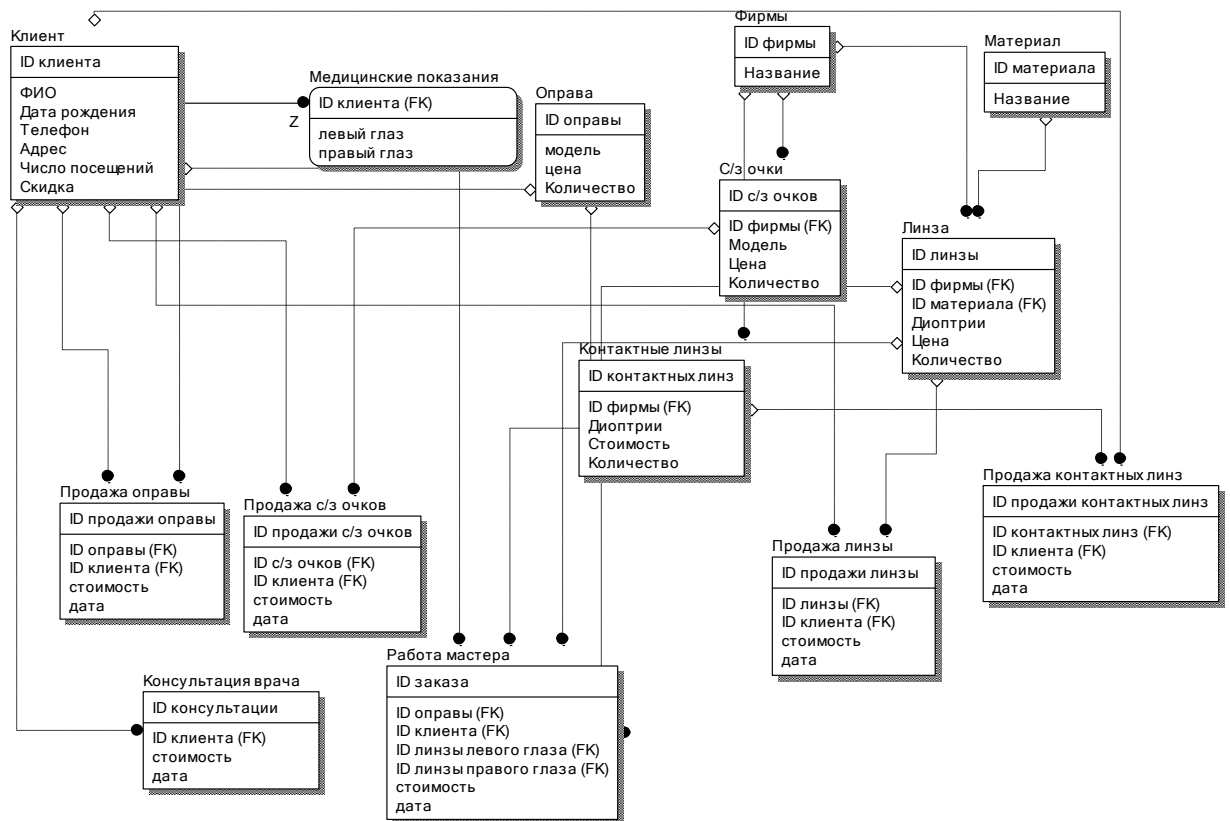 Клиент
ID клиента
ФИО
Дата рождения
Телефон
Адрес
Число посещений
Скидка
Медицинские показания
ID клиента (FK)
левый глаз
правый глаз
Z
Оправа
ID оправы
модель
цена
Количество
Фирмы
ID фирмы
Название
Материал
ID материала
Название
С/з очки
ID с/з очков
ID фирмы (FK)
Модель
Цена
Количество
Линза
ID линзы
ID фирмы (FK)
ID материала (FK)
Диоптрии
Цена
Количество
Контактные линзы
ID контактных линз
ID фирмы (FK)
Диоптрии
Стоимость
Количество
Продажа оправы
ID продажи оправы
ID оправы (FK)
ID клиента (FK)
стоимость
дата
Продажа с/з очков
ID продажи с/з очков
ID с/з очков (FK)
ID клиента (FK)
стоимость
дата
Продажа контактных линз
ID продажи контактных линз
ID контактных линз (FK)
ID клиента (FK)
стоимость
дата
Продажа линзы
ID продажи линзы
ID линзы (FK)
ID клиента (FK)
стоимость
дата
Консультация врача
ID консультации
ID клиента (FK)
стоимость
дата
Работа мастера
ID заказа
ID оправы (FK)
ID клиента (FK)
ID линзы левого глаза (FK)
ID линзы правого глаза (FK)
стоимость
дата